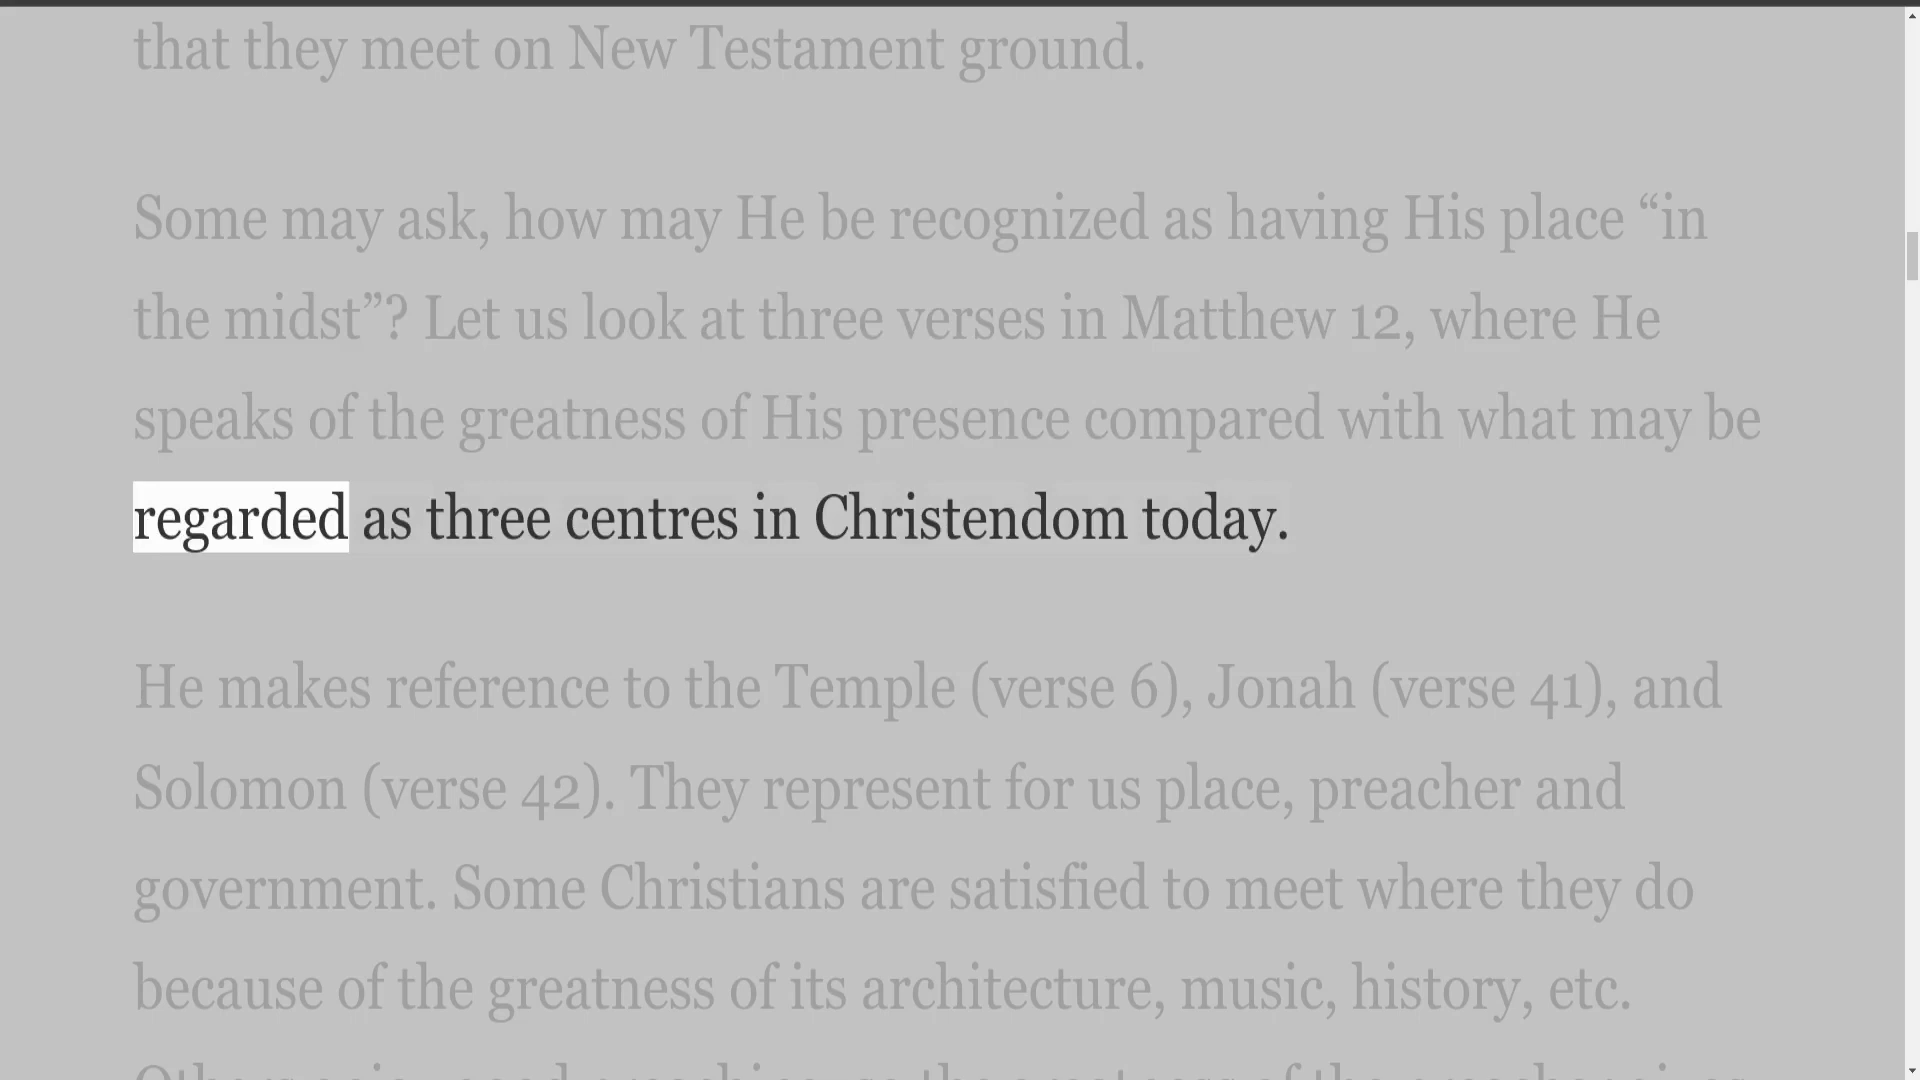 that they meet on New Testament ground.
Some may ask, how may He be recognized as having His place “in
the midst”? Let us look at three verses in Matthew 12, where He
speaks of the greatness of His presence compared with what may be
regarded as three centres in Christendom today.
He makes reference to the Temple (verse 6), Jonah (verse 41), and
Solomon (verse 42). They represent for us place, preacher and
government. Some Christians are satisfied to meet where they do
because of the greatness of its architecture, music, history, etc.